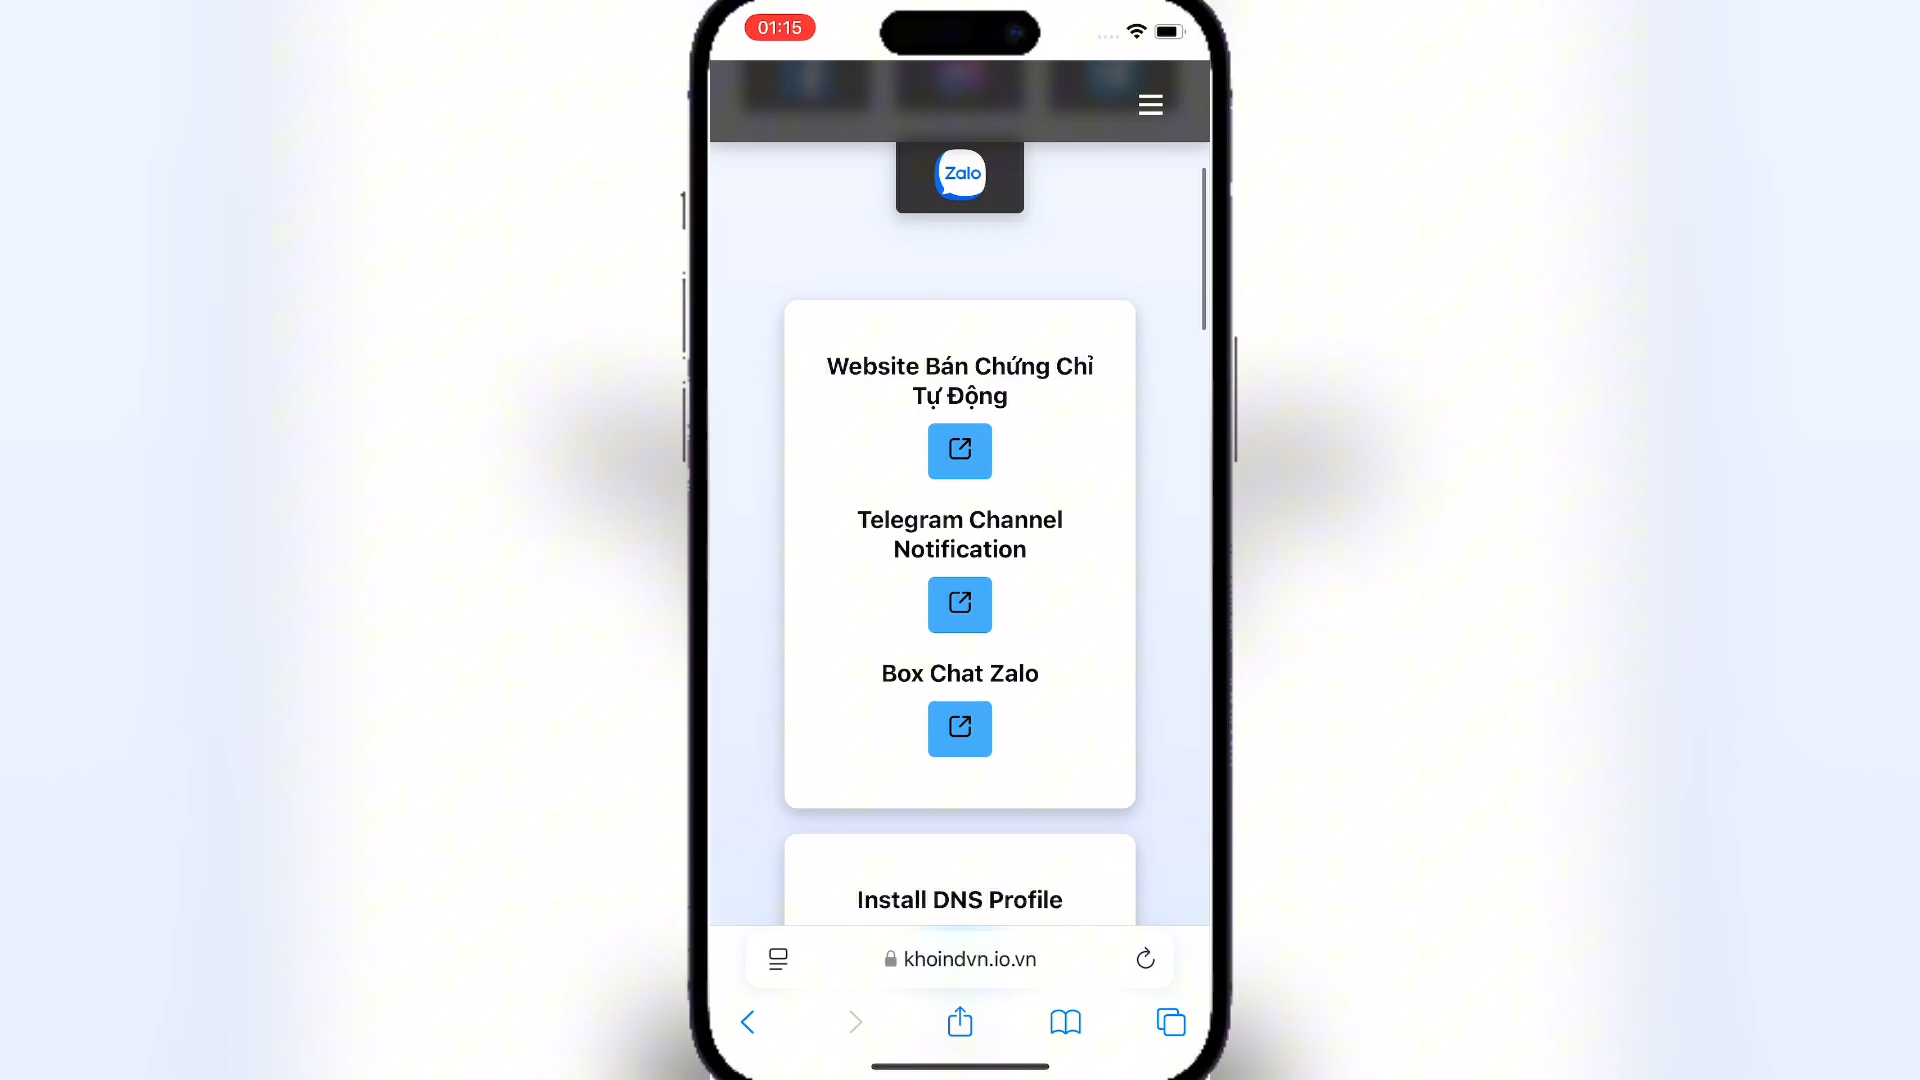 01:15
Zalo
Website Bán Chứng Chỉ
Tự Động
Telegram Channel
Notification
Box Chat Zalo
Install DNS Profile
khoindvn.io.vn